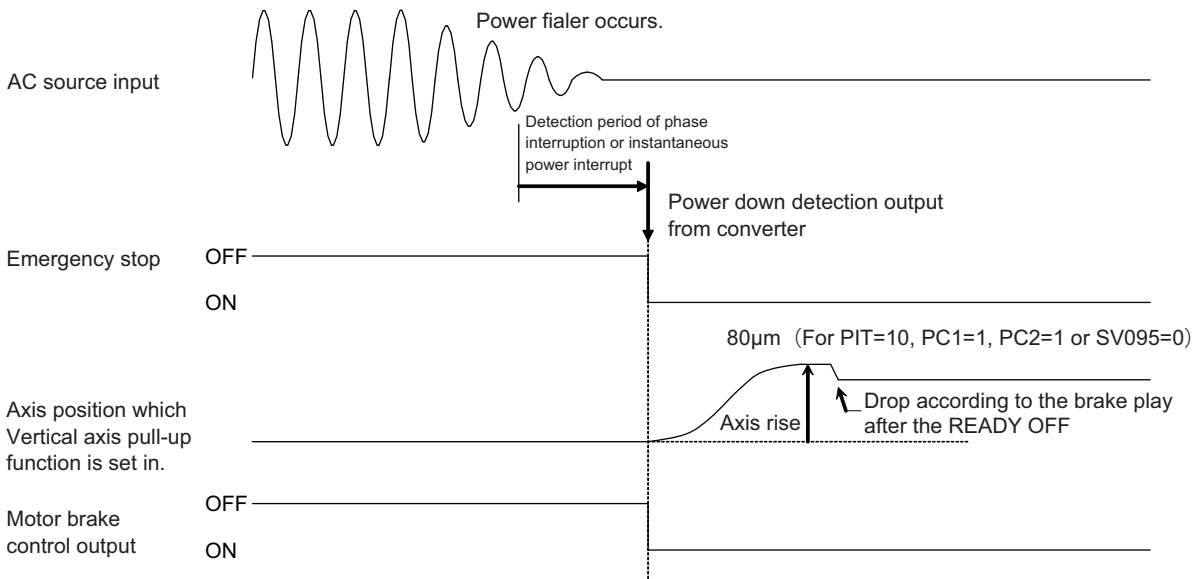 Power fialer occurs.
AC source input
Detection period of phase
interruption or instantaneous
power interrupt
Power down detection output
from converter
Emergency stop
OFF
ON
80µm（For PIT=10, PC1=1, PC2=1 or SV095=0)
Axis position which
Vertical axis pull-up
function is set in.
Axis rise
Drop according to the brake play
after the READY OFF
Motor brake
control output
OFF
ON